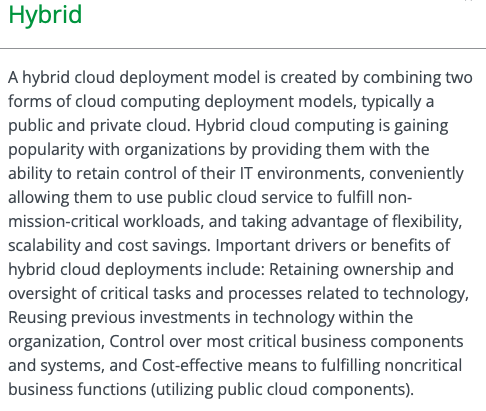 Hybrid
A hybrid cloud deployment model is created by combining two
forms of cloud computing deployment models, typically a
public and private cloud. Hybrid cloud computing is gaining
popularity with organizations by providing them with the
ability to retain control of their IT environments, conveniently
allowing them to use public cloud service to fulfill non-
mission-critical workloads, and taking advantage of flexibility,
scalability and cost savings. Important drivers or benefits of
hybrid cloud deployments include: Retaining ownership and
oversight of critical tasks and processes related to technology,
Reusing previous investments in technology within the
organization, Control over most critical business components
and systems, and Cost-effective means to fulfilling noncritical
business functions (utilizing public cloud components).